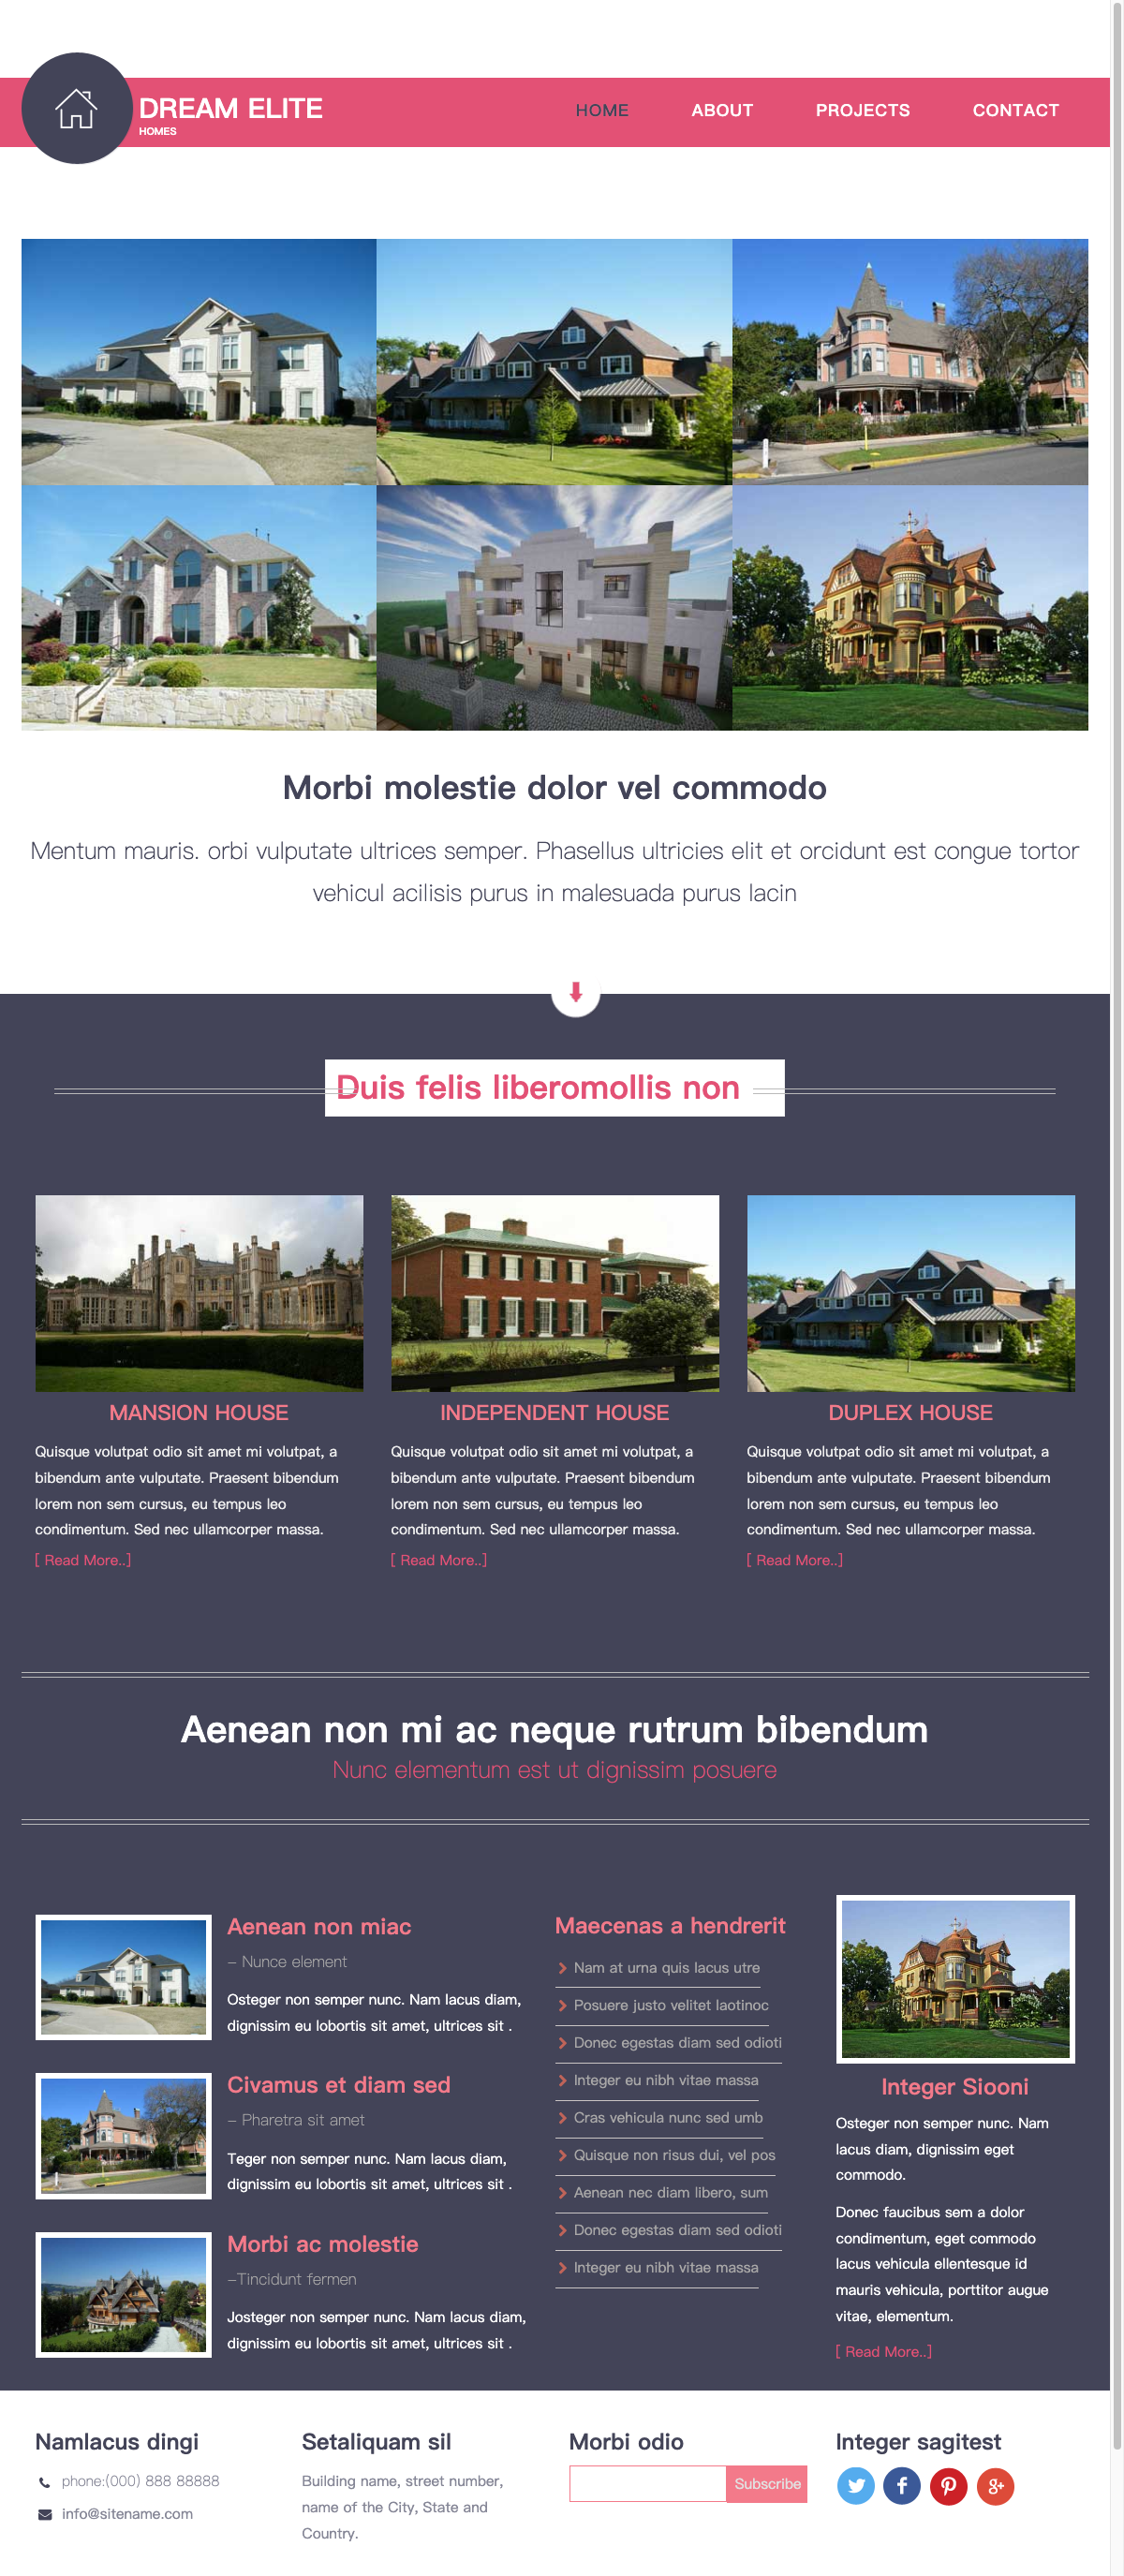 DREAM ELITE
HOMES
HOME ABOUT PROJECTS CONTACT
Morbi molestie dolor vel commodo
Mentum mauris. orbi vulputate ultrices semper. Phasellus ultricies elit et orcidunt est congue tortor
vehicul acilisis purus in malesuada purus lacin
Duis felis liberomollis non
MANSION HOUSE
Quisque volutpat odio sit amet mi volutpat, a
bibendum ante vulputate. Praesent bibendum
lorem non sem cursus, eu tempus leo
condimentum. Sed nec ullamcorper massa.
[ Read More..]
INDEPENDENT HOUSE
Quisque volutpat odio sit amet mi volutpat, a
bibendum ante vulputate. Praesent bibendum
lorem non sem cursus, eu tempus leo
condimentum. Sed nec ullamcorper massa.
[ Read More..]
DUPLEX HOUSE
Quisque volutpat odio sit amet mi volutpat, a
bibendum ante vulputate. Praesent bibendum
lorem non sem cursus, eu tempus leo
condimentum. Sed nec ullamcorper massa.
[ Read More..]
Aenean non mi ac neque rutrum bibendum
Nunc elementum est ut dignissim posuere
Aenean non miac
- Nunce element
Osteger non semper nunc. Nam lacus diam,
dignissim eu lobortis sit amet, ultrices sit .
Civamus et diam sed
- Pharetra sit amet
Teger non semper nunc. Nam lacus diam,
dignissim eu lobortis sit amet, ultrices sit .
Morbi ac molestie
-Tincidunt fermen
Josteger non semper nunc. Nam lacus diam,
dignissim eu lobortis sit amet, ultrices sit .
Maecenas a hendrerit
Nam at urna quis lacus utre
Posuere justo velitet laotinoc
Donec egestas diam sed odioti
Integer eu nibh vitae massa
Cras vehicula nunc sed umb
Quisque non risus dui, vel pos
Aenean nec diam libero, sum
Donec egestas diam sed odioti
Integer eu nibh vitae massa
Integer Siooni
Osteger non semper nunc. Nam
lacus diam, dignissim eget
commodo.
Donec faucibus sem a dolor
condimentum, eget commodo
lacus vehicula ellentesque id
mauris vehicula, porttitor augue
vitae, elementum.
[ Read More..]
Namlacus dingi
phone:(000) 888 88888
info@sitename.com
Setaliquam sil
Building name, street number,
name of the City, State and
Country.
Morbi odio
Subscribe
Integer sagitest